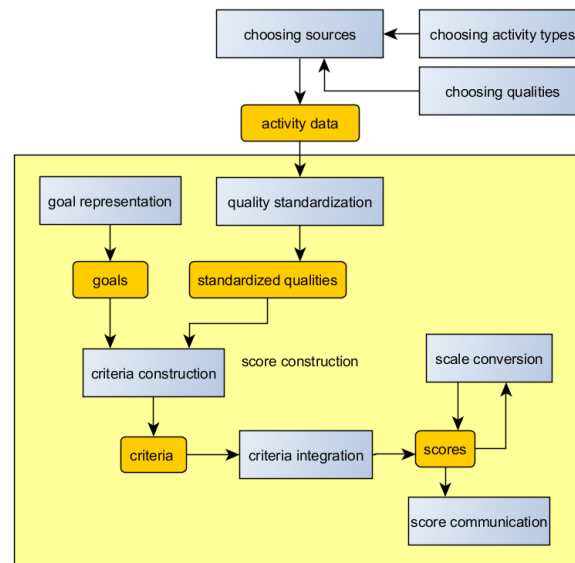 choosing sources
choosing activity types
choosing qualities
activity data
goal representation
quality standardization
goals
standardized qualities
criteria construction
score construction
scale conversion
criteria
criteria integration
scores
score communication